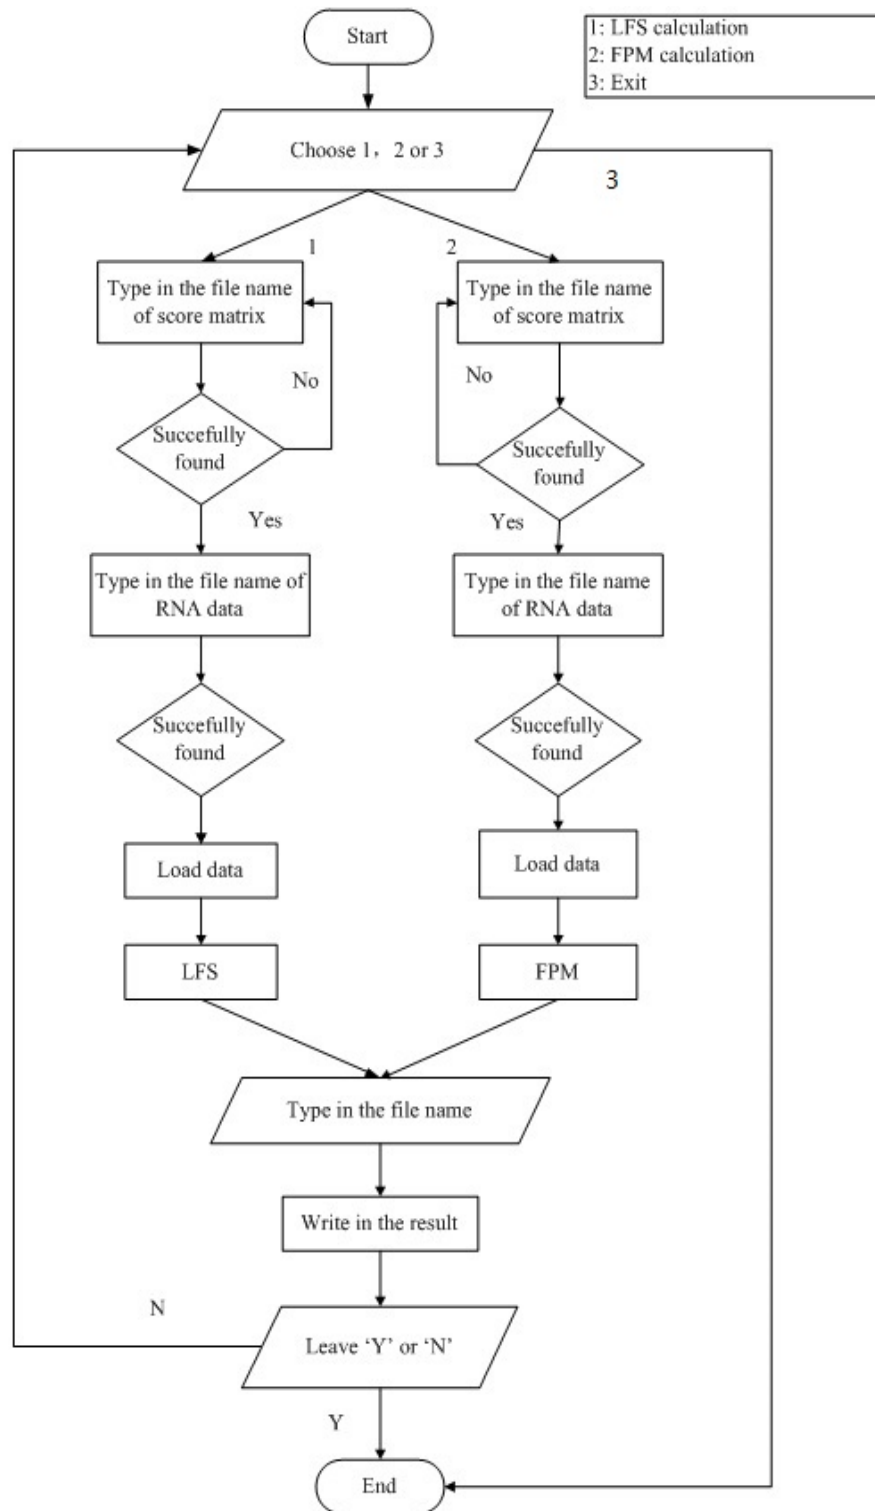 Start
1: LFS calculation
2: FPM calculation
3: Exit
Choose 1，2 or 3
3
1
2
Type in the file name
of score matrix
Type in the file name
of score matrix
No
No
Succefully
found
Succefully
found
Yes
Yes
Type in the file name of
RNA data
Type in the file name
of RNA data
Succefully
found
Succefully
found
Load data
Load data
LFS
FPM
Type in the file name
Write in the result
N
Leave ‘Y’ or ‘N’
Y
End